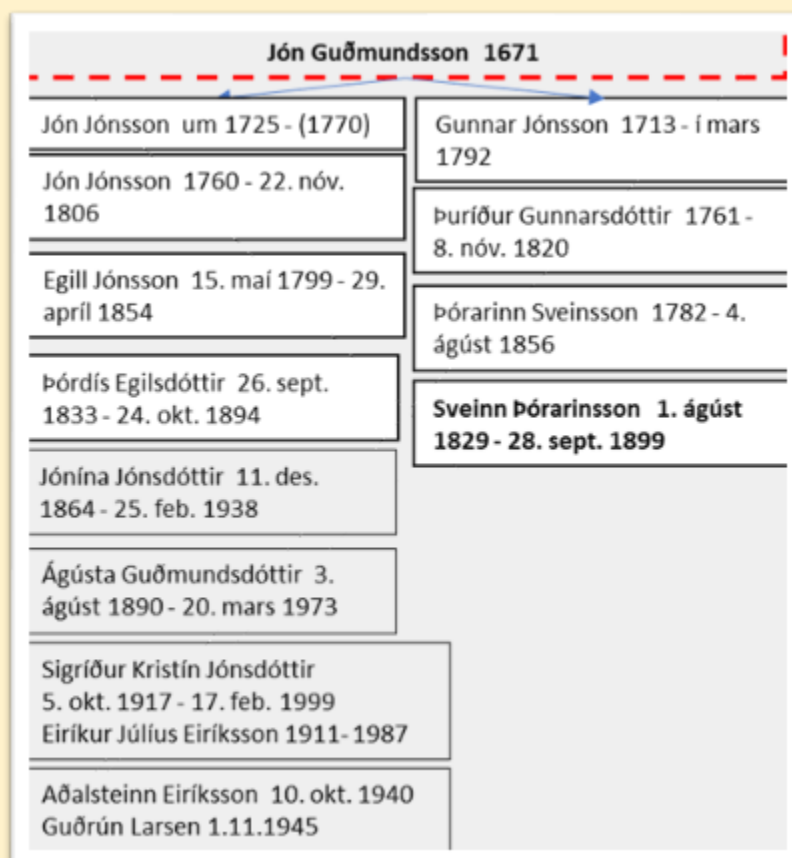 Jón Guðmundsson 1671
Jón Jónsson um 1725 - (1770)
Jón Jónsson 1760 - 22. nóv.
1806
Egill Jónsson 15. maí 1799 - 29.
apríl 1854
Þórdís Egilsdóttir 26. sept.
1833 - 24. okt. 1894
Jónína Jónsdóttir 11. des.
1864 - 25. feb. 1938
Ágústa Guðmundsdóttir 3.
ágúst 1890 - 20. mars 1973
Sigríður Kristín Jónsdóttir
5. okt. 1917 - 17. feb. 1999
Eiríkur Júlíus Eiríksson 1911-1987
Aðalsteinn Eiríksson 10. okt. 1940
Guðrún Larsen 1.11.1945
Gunnar Jónsson 1713 - í mars
1792
Þuríður Gunnarsdóttir 1761 -
8. nóv. 1820
Þórarinn Sveinsson 1782 - 4.
ágúst 1856
Sveinn Þórarinsson 1. ágúst
1829 - 28. sept. 1899